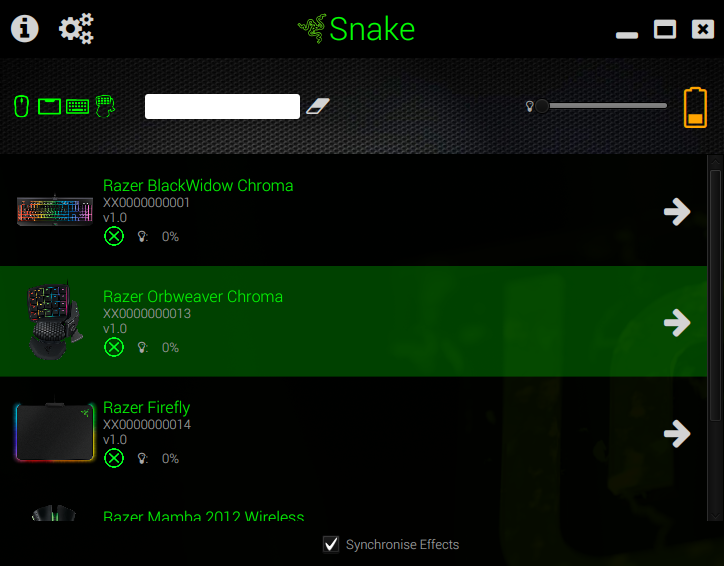 Snake
Razer BlackWidow Chroma
XX0000000001
v1.0
0%
Razer Orbweaver Chroma
XX0000000013
v1.0
0%
Razer Firefly
XX0000000014
v1.0
0%
Razer Mamba 2012 Wireless
Synchronise Effects